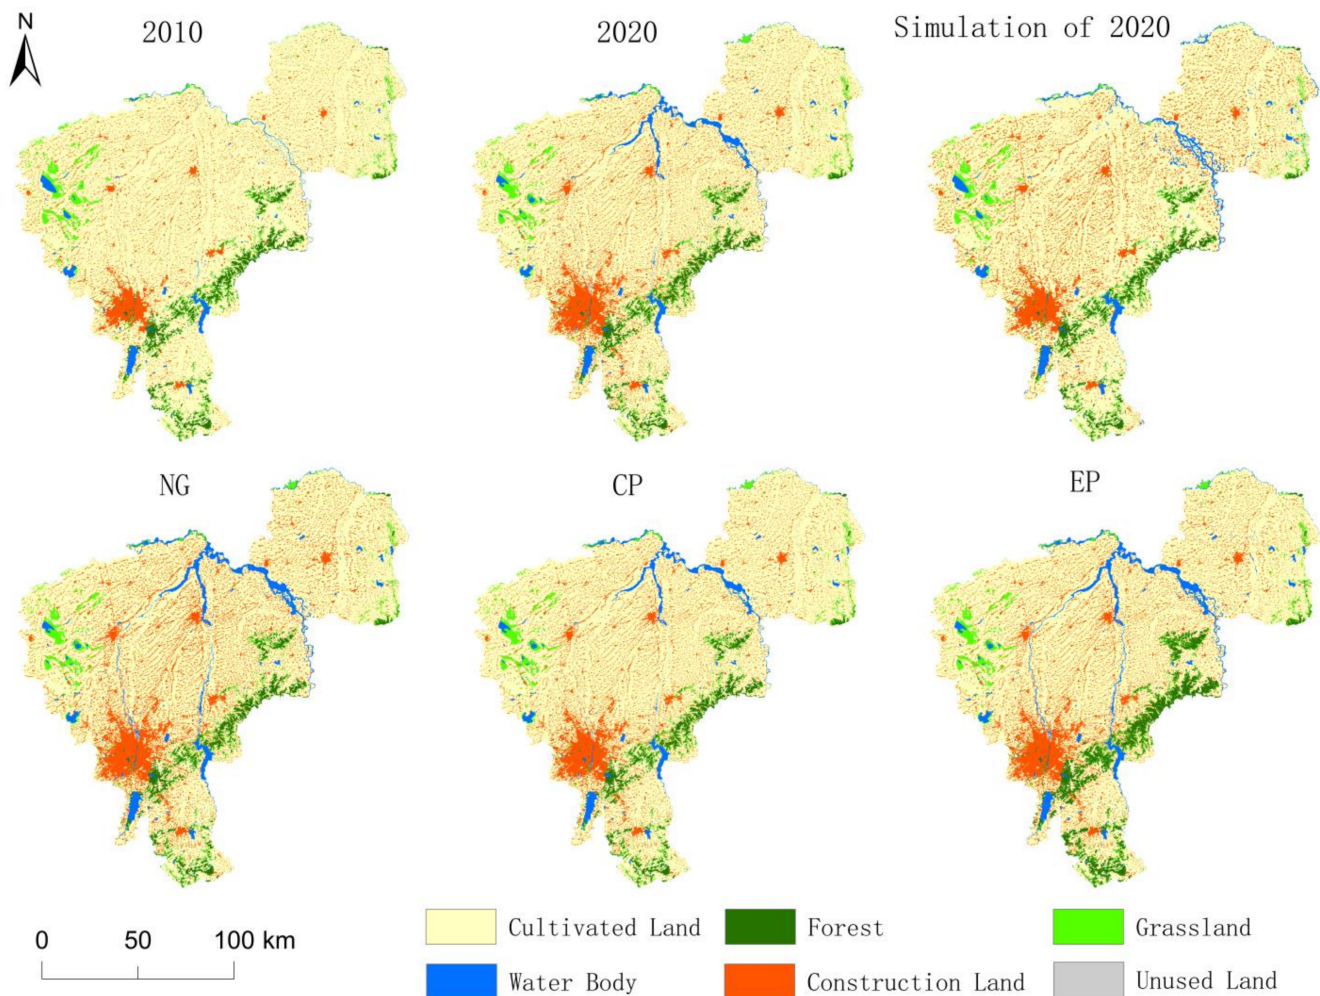 N
2010
2020
Simulation of 2020
NG
CP
EP
0 50 100 km
Cultivated Land
Forest
Grassland
Water Body
Construction Land
Unused Land